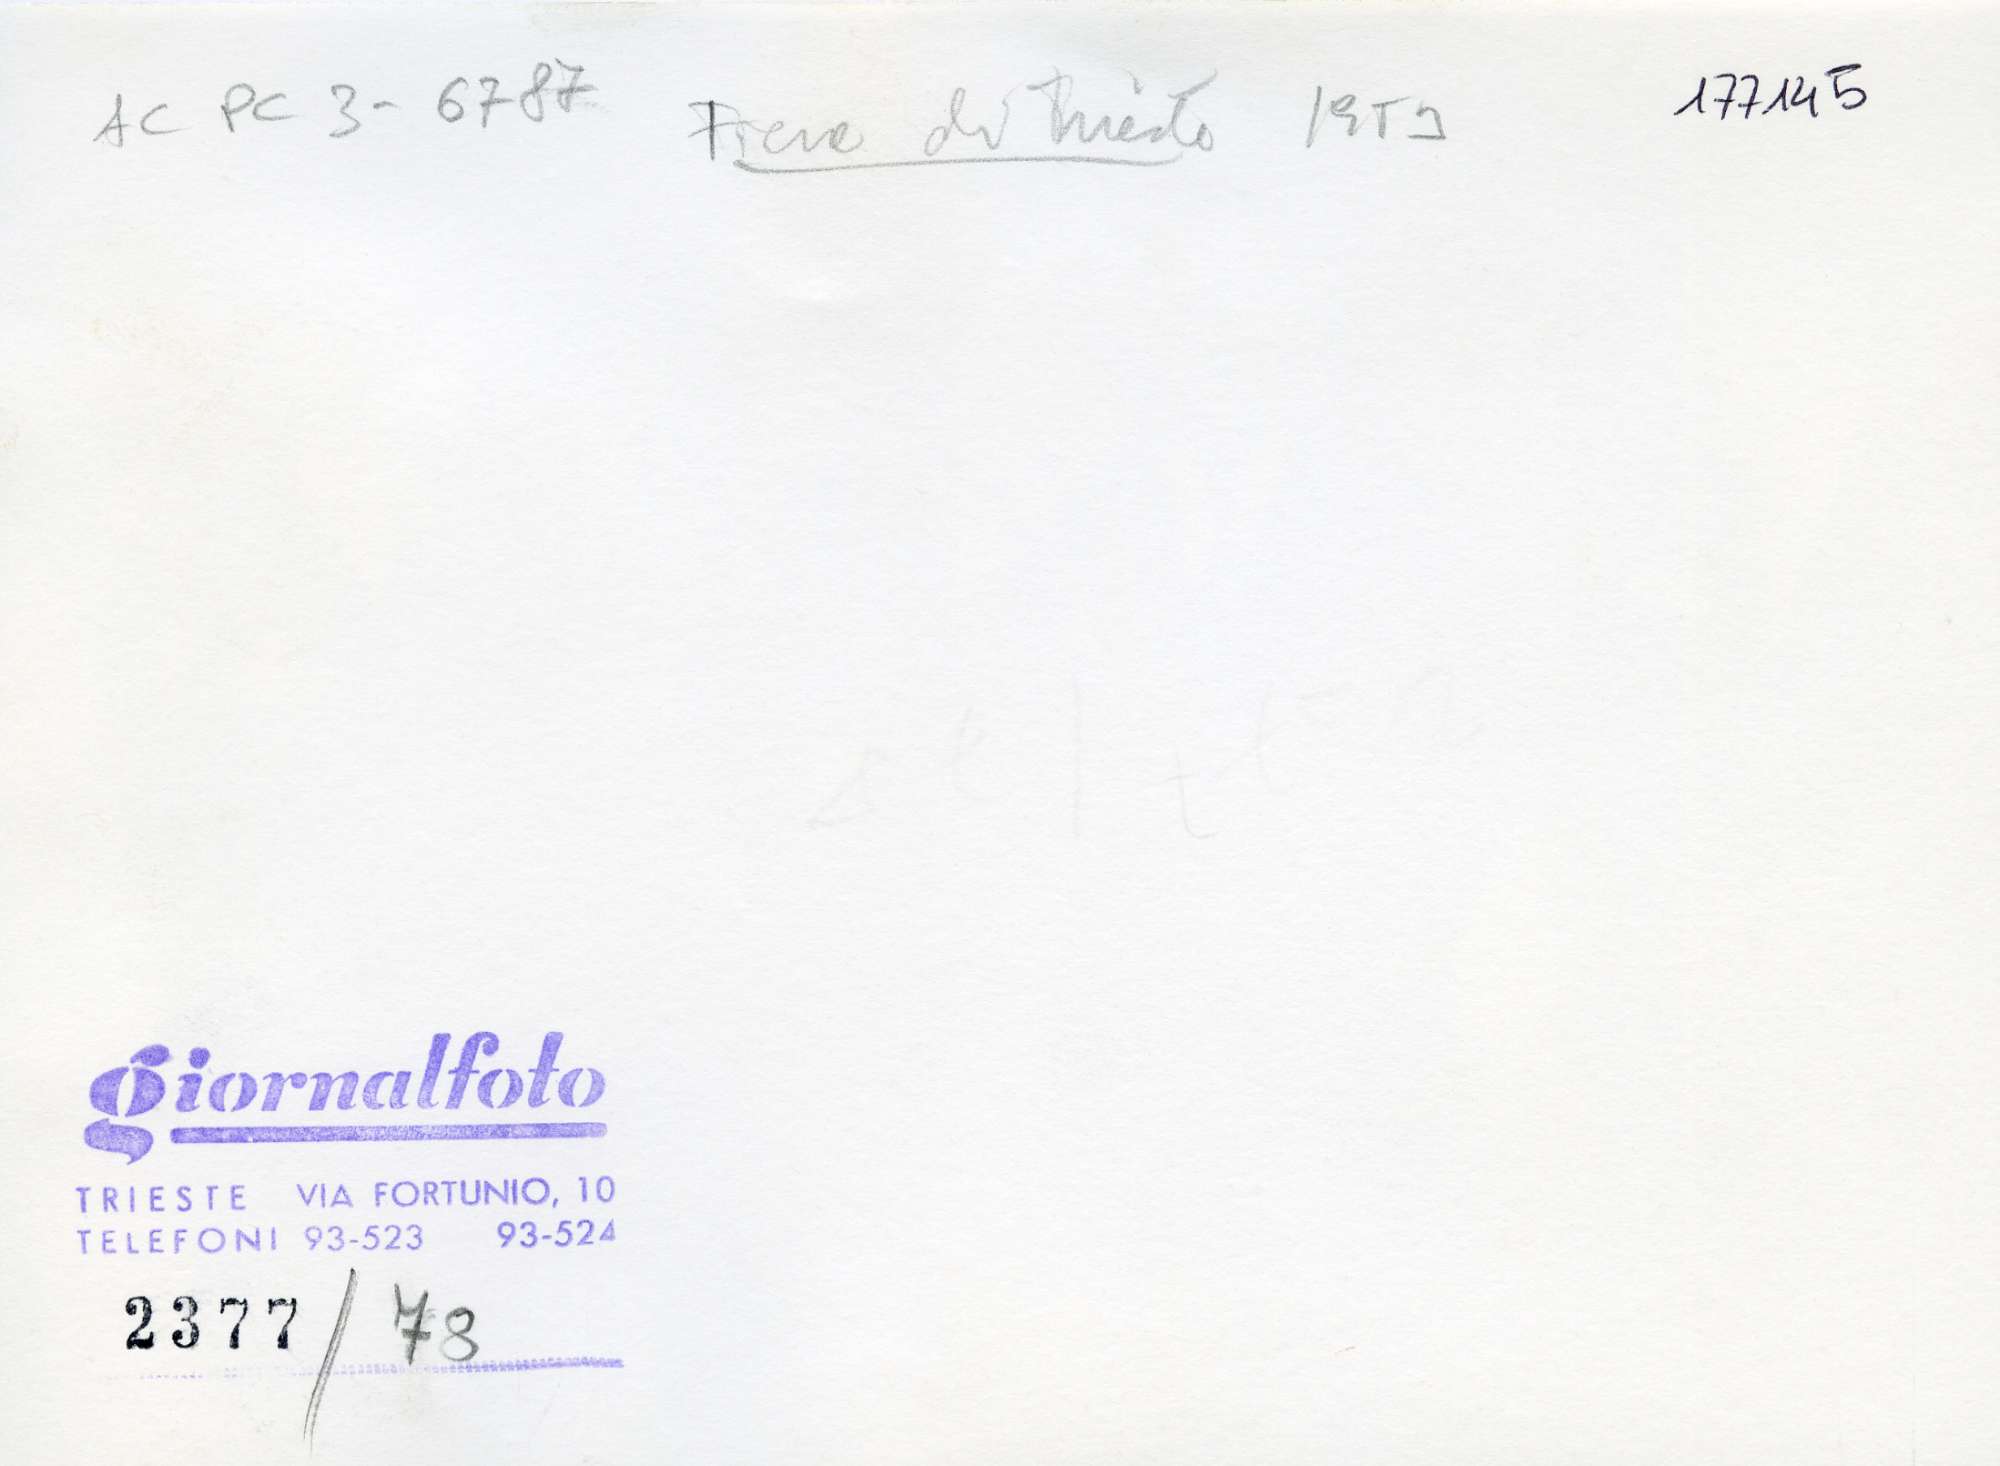 AC PC 3-6787 Fiera di Trieste 1959 177145
giornalfoto
TRIESTE VIA FORTUNIO, 10
TELEFONI 93-523 93-524
2377/78